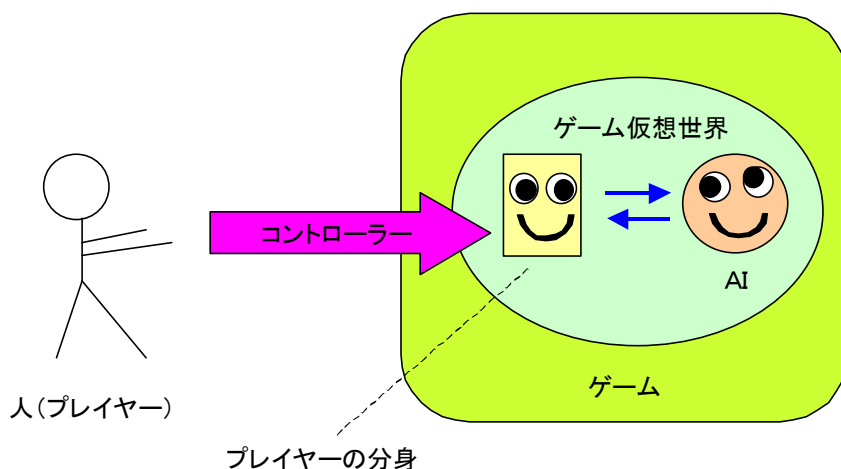 ゲーム仮想世界
コントローラー
AI
ゲーム
人(プレイヤー)
プレイヤーの分身